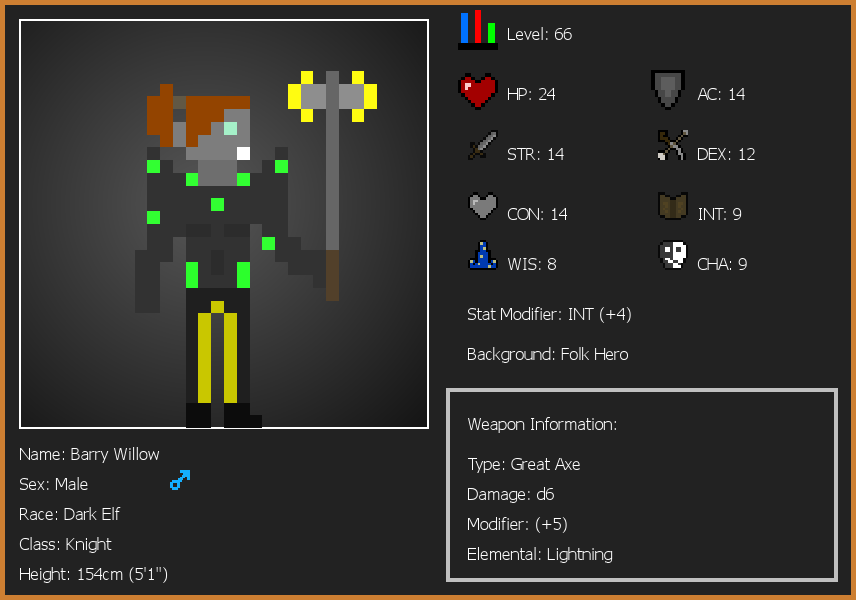 Level: 66
HP: 24
AC: 14
STR: 14
DEX: 12
CON: 14
INT: 9
WIS: 8
CHA: 9
Stat Modifier: INT (+4)
Background: Folk Hero
Weapon Information:
Type: Great Axe
Damage: d6
Modifier: (+5)
Elemental: Lightning
Name: Barry Willow
Sex: Male
Race: Dark Elf
Class: Knight
Height: 154cm (5'1")